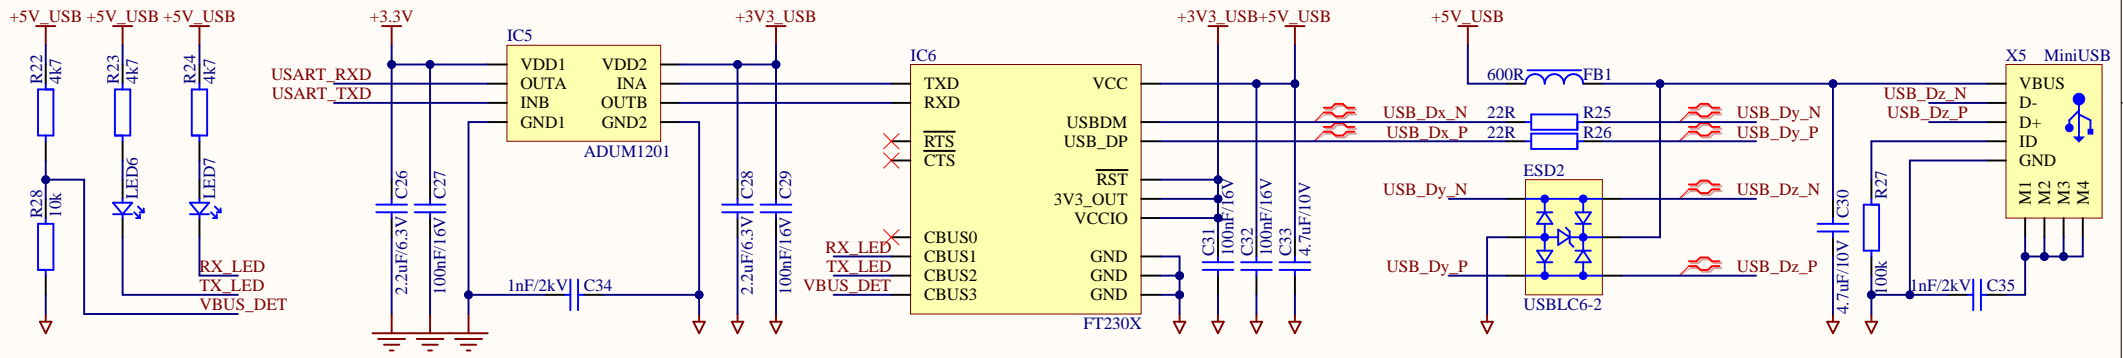 +5V_USB +5V_USB +5V_USB
R22 4k7
R23 4k7
R24 4k7
R28 10k
LED6
LED7
RX_LED
TX_LED
VBUS_DET
+3.3V
+3V3_USB
IC5
USART_RXD
USART_TXD
VDD1 VDD2
OUTA INA
INB OUTB
GND1 GND2
ADUM1201
C26 2.2uF/6.3V
C27 100nF/16V
C28 2.2uF/6.3V
C29 100nF/16V
1nF/2kV C34
IC6
TXD VCC
RXD
USBDM
RTS USB_DP
CTS
RST
3V3_OUT
VCCIO
CBUS0
RX_LED CBUS1 GND
TX_LED CBUS2 GND
VBUS_DET CBUS3 GND
FT230X
+3V3_USB +5V_USB
C31 100nF/16V
C32 100nF/16V
C33 4.7uF/10V
+5V_USB
600R FB1
USB_Dx_N 22R R25 USB_Dy_N
USB_Dx_P 22R R26 USB_Dy_P
ESD2
USB_Dy_N USB_Dz_N
USB_Dy_P USB_Dz_P
USBLC6-2
C30 4.7uF/10V
R27 100k
X5 MiniUSB
VBUS
USB_Dz_N D-
USB_Dz_P D+
ID
GND
M1 M2 M3 M4
1nF/2kV C35